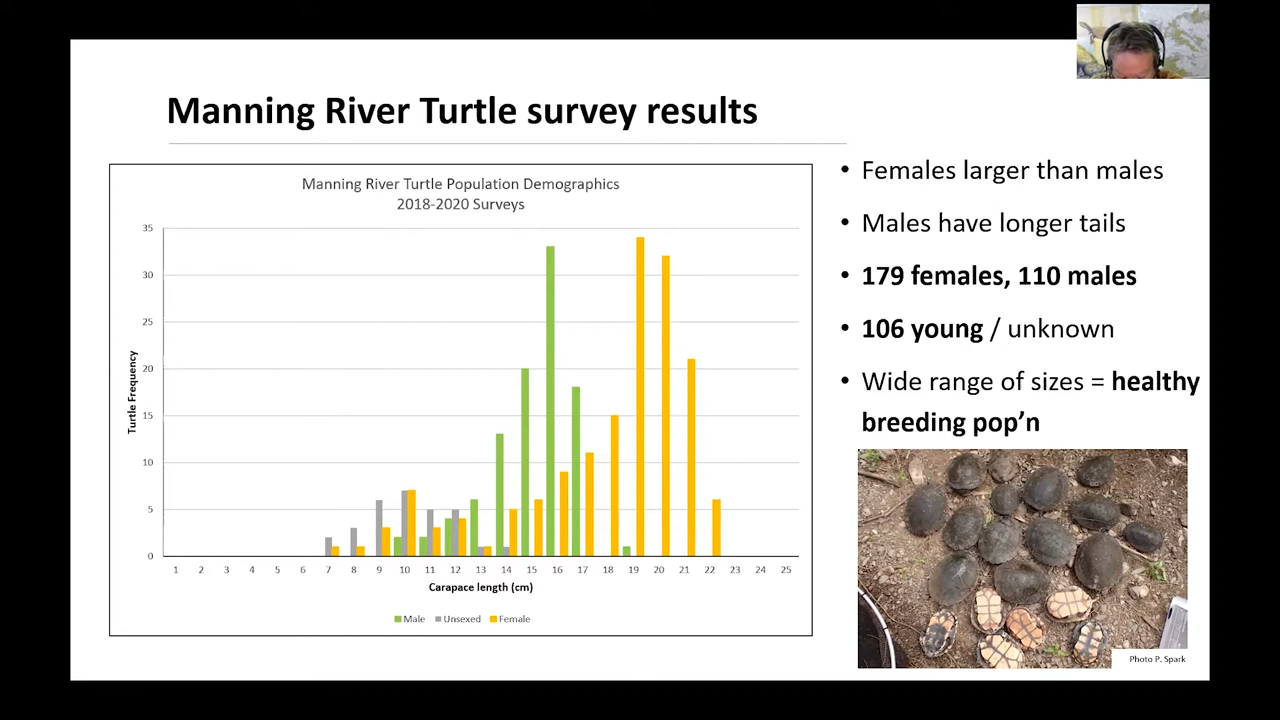 Manning River Turtle survey results
Manning River Turtle Population Demographics
2018-2020 Surveys
35
30
25
20
15
10
5
0
Turtle Frequency
1 2 3 4 5 6 7 8 9 10 11 12 13 14 15 16 17 18 19 20 21 22 23 24 25
Carapace length (cm)
Male Unsexed Female
• Females larger than males
• Males have longer tails
• 179 females, 110 males
• 106 young / unknown
• Wide range of sizes = healthy
breeding pop'n
Photo P. Spark